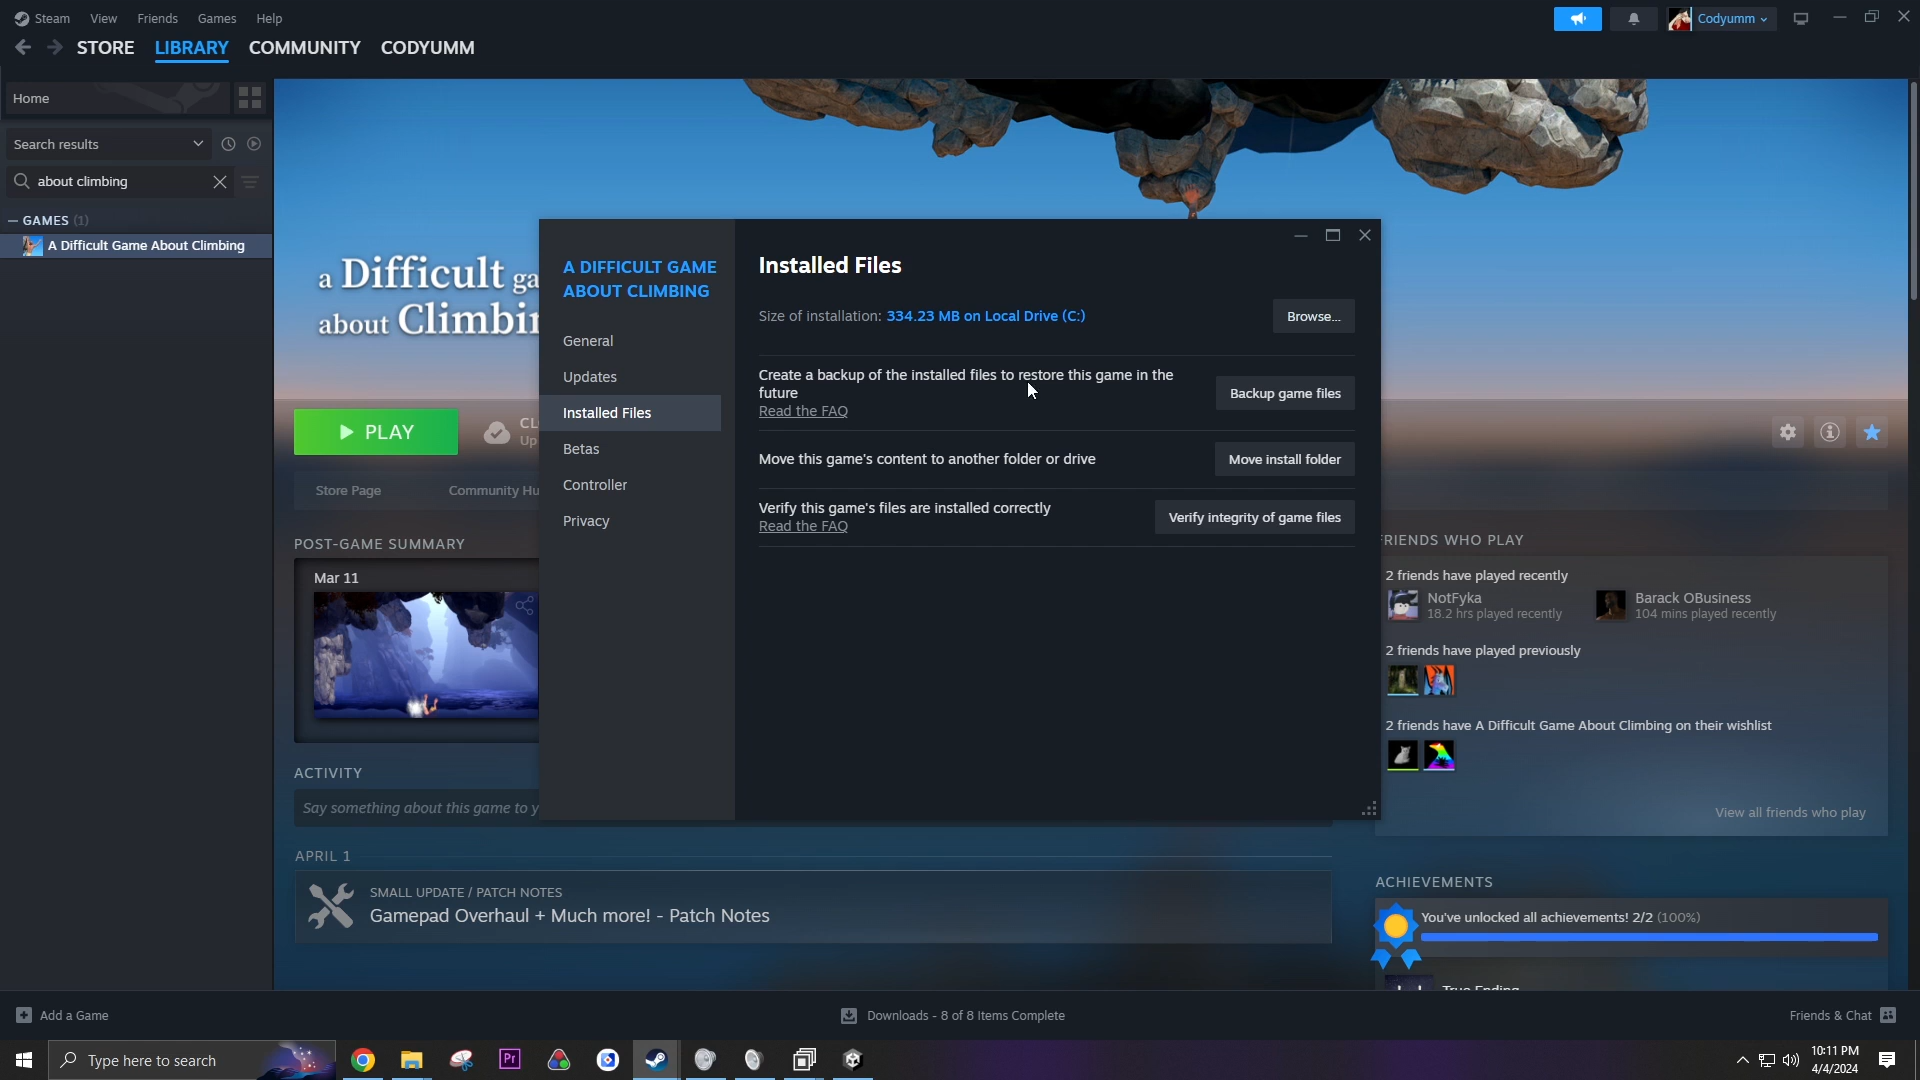 Steam View Friends Games Help
Codyumm
STORE LIBRARY COMMUNITY CODYUMM
Home
Search results
about climbing
GAMES (1)
A Difficult Game About Climbing
a Difficult ga
about Climbin
PLAY
CL
Up
Store Page Community Hu
POST-GAME SUMMARY
Mar 11
ACTIVITY
Say something about this game to y
APRIL 1
SMALL UPDATE / PATCH NOTES
Gamepad Overhaul + Much more! - Patch Notes
A DIFFICULT GAME
ABOUT CLIMBING
General
Updates
Installed Files
Betas
Controller
Privacy
Installed Files
Size of installation: 334.23 MB on Local Drive (C:)
Browse...
Create a backup of the installed files to restore this game in the
future
Read the FAQ
Backup game files
Move this game's content to another folder or drive
Move install folder
Verify this game's files are installed correctly
Read the FAQ
Verify integrity of game files
FRIENDS WHO PLAY
2 friends have played recently
NotFyka
18.2 hrs played recently
Barack OBusiness
104 mins played recently
2 friends have played previously
2 friends have A Difficult Game About Climbing on their wishlist
View all friends who play
ACHIEVEMENTS
You've unlocked all achievements! 2/2 (100%)
True Ending
Add a Game
Downloads - 8 of 8 Items Complete
Friends & Chat
Type here to search
Pr
10:11 PM
4/4/2024